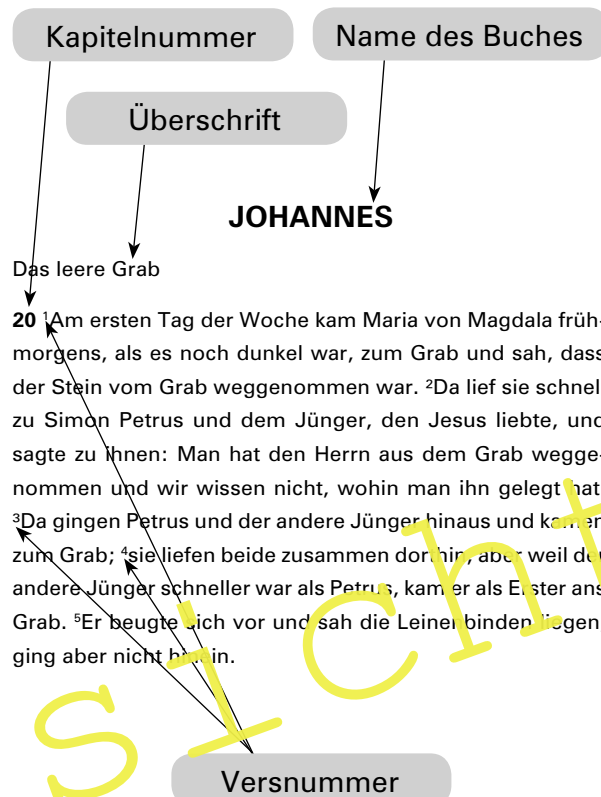 Kapitelnummer
Name des Buches
Überschrift
JOHANNES
Das leere Grab
20 ¹Am ersten Tag der Woche kam Maria von Magdala früh-
morgens, als es noch dunkel war, zum Grab und sah, dass
der Stein vom Grab weggenommen war. ²Da lief sie schnell
zu Simon Petrus und dem Jünger, den Jesus liebte, und
sagte zu ihnen: Man hat den Herrn aus dem Grab wegge-
nommen und wir wissen nicht, wohin man ihn gelegt hat.
³Da gingen Petrus und der andere Jünger hinaus und kamen
zum Grab; ⁴sie liefen beide zusammen dorthin, aber weil der
andere Jünger schneller war als Petrus, kam er als Erster ans
Grab. ⁵Er beugte sich vor und sah die Leinenbinden liegen,
ging aber nicht hinein.
sicht
Versnummer